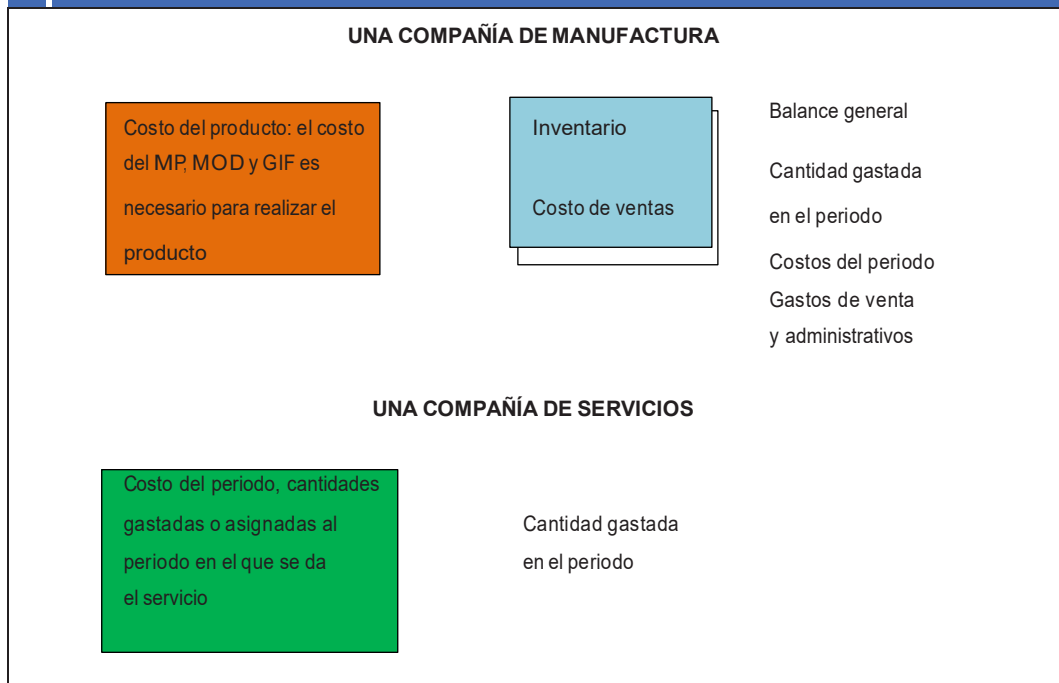 UNA COMPAÑÍA DE MANUFACTURA
Costo del producto: el costo
del MP, MOD y GIF es
necesario para realizar el
producto
Inventario
Costo de ventas
Balance general
Cantidad gastada
en el periodo
Costos del periodo
Gastos de venta
y administrativos
UNA COMPAÑÍA DE SERVICIOS
Costo del periodo, cantidades
gastadas o asignadas al
periodo en el que se da
el servicio
Cantidad gastada
en el periodo